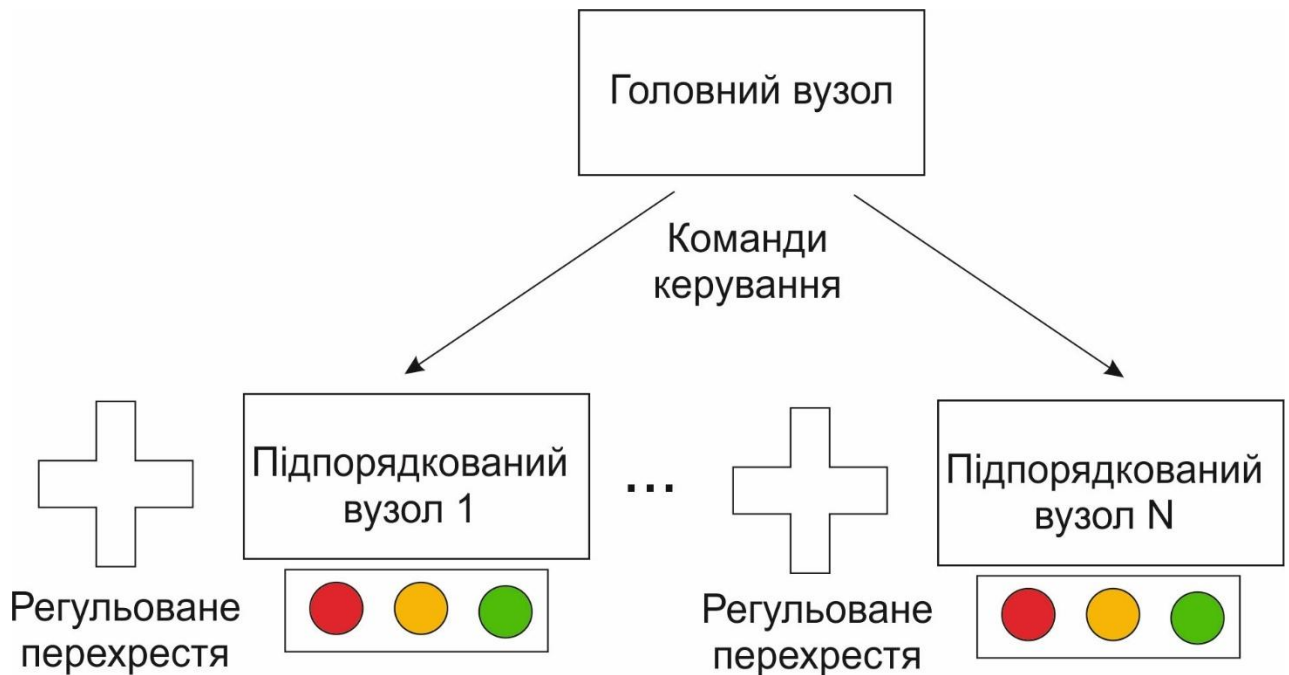 Головний вузол
Команди
керування
Підпорядкований
вузол 1
...
Підпорядкований
вузол N
Регульоване
перехрестя
Регульоване
перехрестя